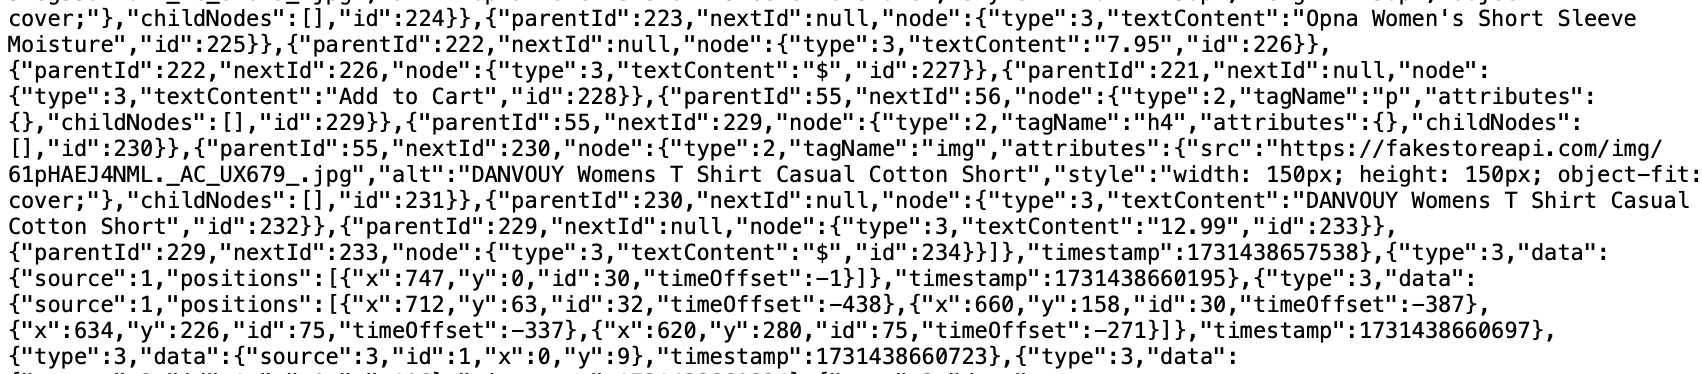 cover;"},"childNodes":[],"id":224}},{"parentId":223,"nextId":null,"node":{"type":3,"textContent":"Opna Women's Short Sleeve
Moisture","id":225}},{"parentId":222,"nextId":null,"node":{"type":3,"textContent":"7.95","id":226}},
{"parentId":222,"nextId":226,"node":{"type":3,"textContent":"$","id":227}},{"parentId":221,"nextId":null,"node":
{"type":3,"textContent":"Add to Cart","id":228}},{"parentId":55,"nextId":56,"node":{"type":2,"tagName":"p","attributes":
{},"childNodes":[],"id":229}},{"parentId":55,"nextId":229,"node":{"type":2,"tagName":"h4","attributes":{},"childNodes":
[],"id":230}},{"parentId":55,"nextId":230,"node":{"type":2,"tagName":"img","attributes":{"src":"https://fakestoreapi.com/img/
61pHAEJ4NML._AC_UX679_.jpg","alt":"DANVOUY Womens T Shirt Casual Cotton Short","style":"width: 150px; height: 150px; object-fit:
cover;"},"childNodes":[],"id":231}},{"parentId":230,"nextId":null,"node":{"type":3,"textContent":"DANVOUY Womens T Shirt Casual
Cotton Short","id":232}},{"parentId":229,"nextId":null,"node":{"type":3,"textContent":"12.99","id":233}},
{"parentId":229,"nextId":233,"node":{"type":3,"textContent":"$","id":234}}]},"timestamp":1731438657538},{"type":3,"data":
{"source":1,"positions":[{"x":747,"y":0,"id":30,"timeOffset":-1}]},"timestamp":1731438660195},{"type":3,"data":
{"source":1,"positions":[{"x":712,"y":63,"id":32,"timeOffset":-438},{"x":660,"y":158,"id":30,"timeOffset":-387},
{"x":634,"y":226,"id":75,"timeOffset":-337},{"x":620,"y":280,"id":75,"timeOffset":-271}]},"timestamp":1731438660697},
{"type":3,"data":{"source":3,"id":1,"x":0,"y":9},"timestamp":1731438660723},{"type":3,"data":